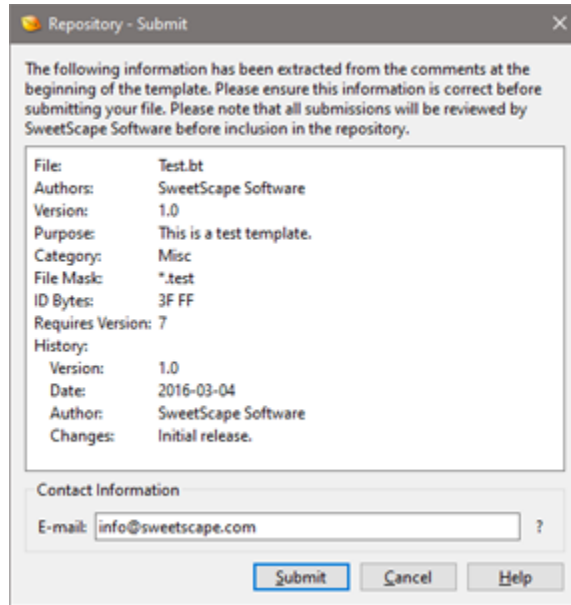 Repository - Submit
The following information has been extracted from the comments at the
beginning of the template. Please ensure this information is correct before
submitting your file. Please note that all submissions will be reviewed by
SweetScape Software before inclusion in the repository.
File: Test.bt
Authors: SweetScape Software
Version: 1.0
Purpose: This is a test template.
Category: Misc
File Mask: *.test
ID Bytes: 3F FF
Requires Version: 7
History:
Version: 1.0
Date: 2016-03-04
Author: SweetScape Software
Changes: Initial release.
Contact Information
E-mail: info@sweetscape.com ?
Submit Cancel Help